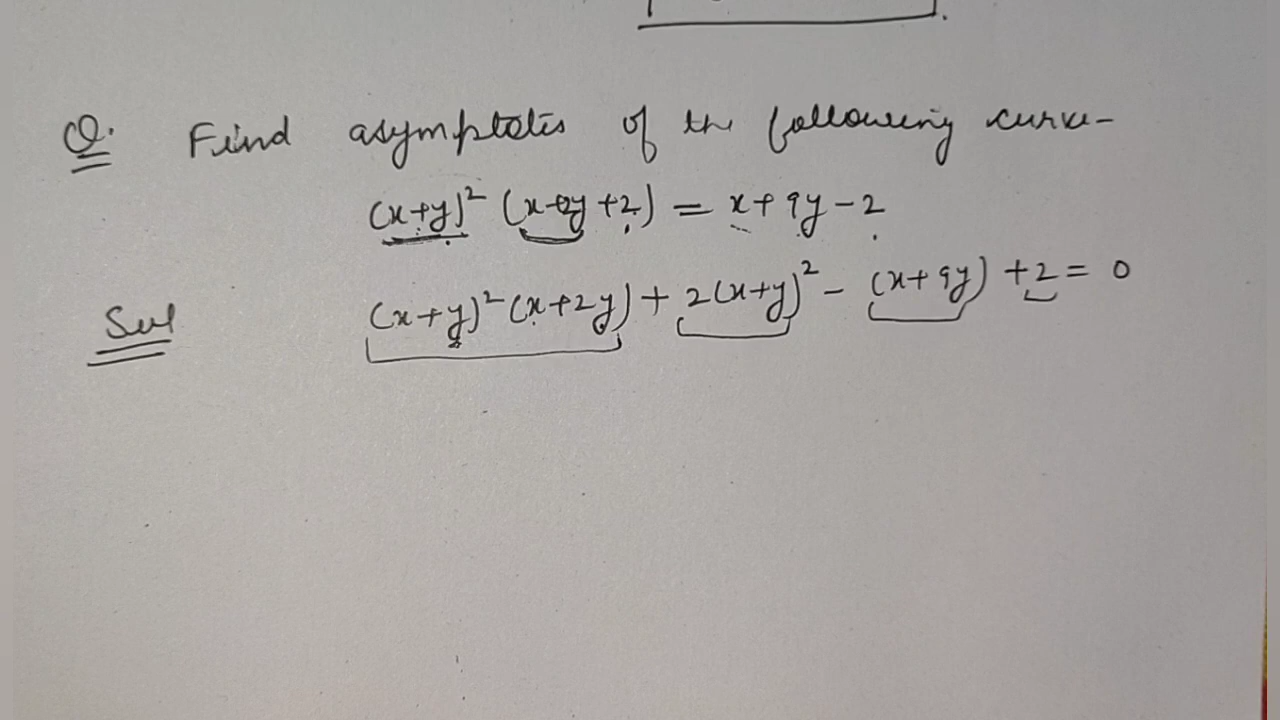 Q. Find asymptotes of the following curve-
(x+y)² (x+2y+2) = x+9y-2
Sol (x+y)²(x+2y) + 2(x+y)² - (x+9y) + 2 = 0